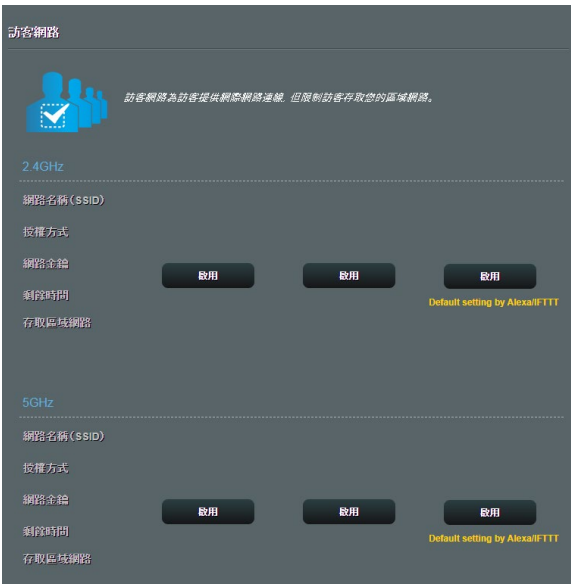 訪客網路
訪客網路為訪客提供網際網路連線, 但限制訪客存取您的區域網路。
2.4GHz
網路名稱(SSID)
授權方式
網路金鑰
啟用 啟用 啟用
剩餘時間
Default setting by Alexa/IFTTT
存取區域網路
5GHz
網路名稱(SSID)
授權方式
網路金鑰
啟用 啟用 啟用
剩餘時間
Default setting by Alexa/IFTTT
存取區域網路